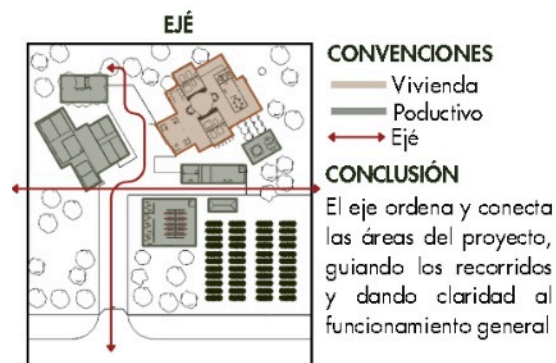 EJÉ
CONVENCIONES
Vivienda
Poductivo
Ejé
CONCLUSIÓN
El eje ordena y conecta
las áreas del proyecto,
guiando los recorridos
y dando claridad al
funcionamiento general